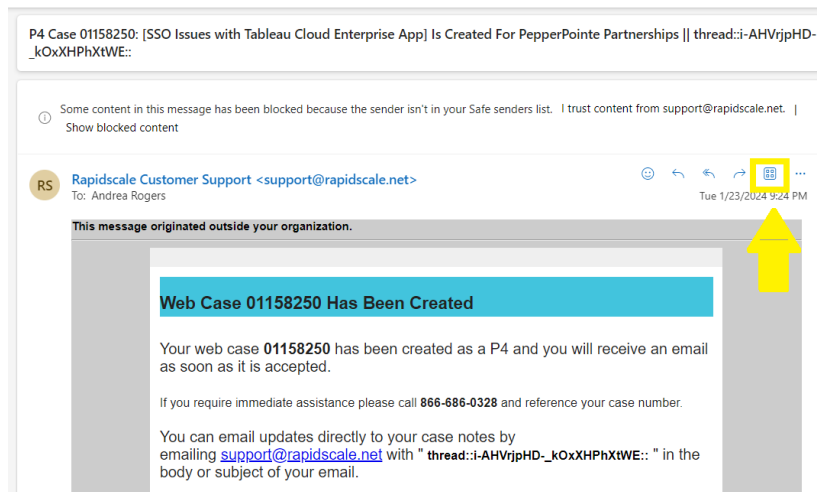 P4 Case 01158250: [SSO Issues with Tableau Cloud Enterprise App] Is Created For PepperPointe Partnerships || thread::i-AHVrjpHD-
_kOxXHPhXtWE::
Some content in this message has been blocked because the sender isn't in your Safe senders list. I trust content from support@rapidscale.net. |
Show blocked content
RS
Rapidscale Customer Support <support@rapidscale.net>
To: Andrea Rogers
Tue 1/23/2024 9:24 PM
This message originated outside your organization.
Web Case 01158250 Has Been Created
Your web case 01158250 has been created as a P4 and you will receive an email
as soon as it is accepted.
If you require immediate assistance please call 866-686-0328 and reference your case number.
You can email updates directly to your case notes by
emailing support@rapidscale.net with " thread::i-AHVrjpHD-_kOxXHPhXtWE:: " in the
body or subject of your email.